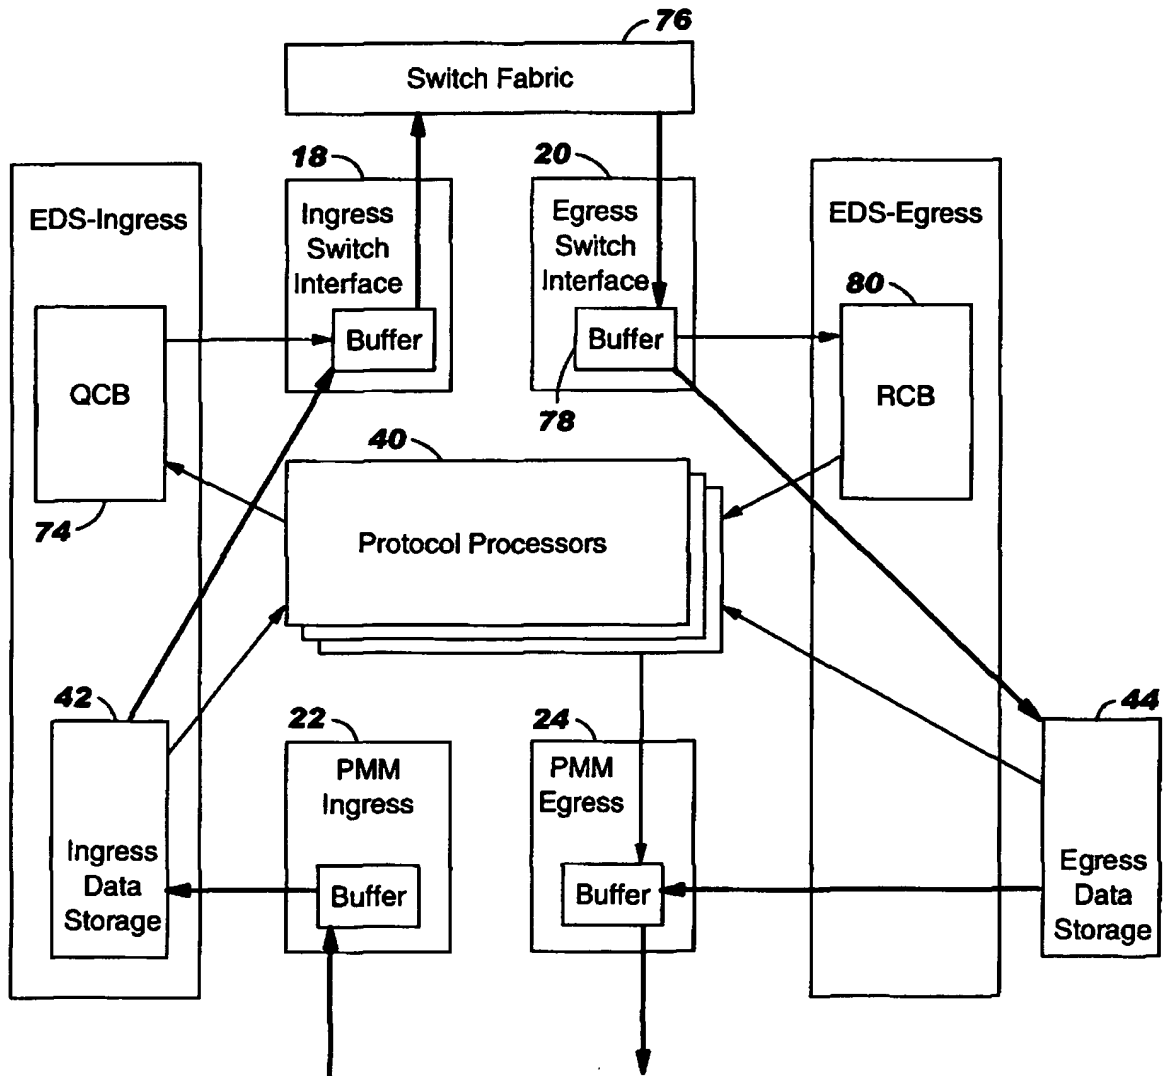 76
Switch Fabric
18
20
EDS-Ingress
Ingress
Switch
Interface
Buffer
Egress
Switch
Interface
Buffer
78
EDS-Egress
80
QCB
74
RCB
40
Protocol Processors
42
Ingress
Data
Storage
22
PMM
Ingress
Buffer
24
PMM
Egress
Buffer
44
Egress
Data
Storage